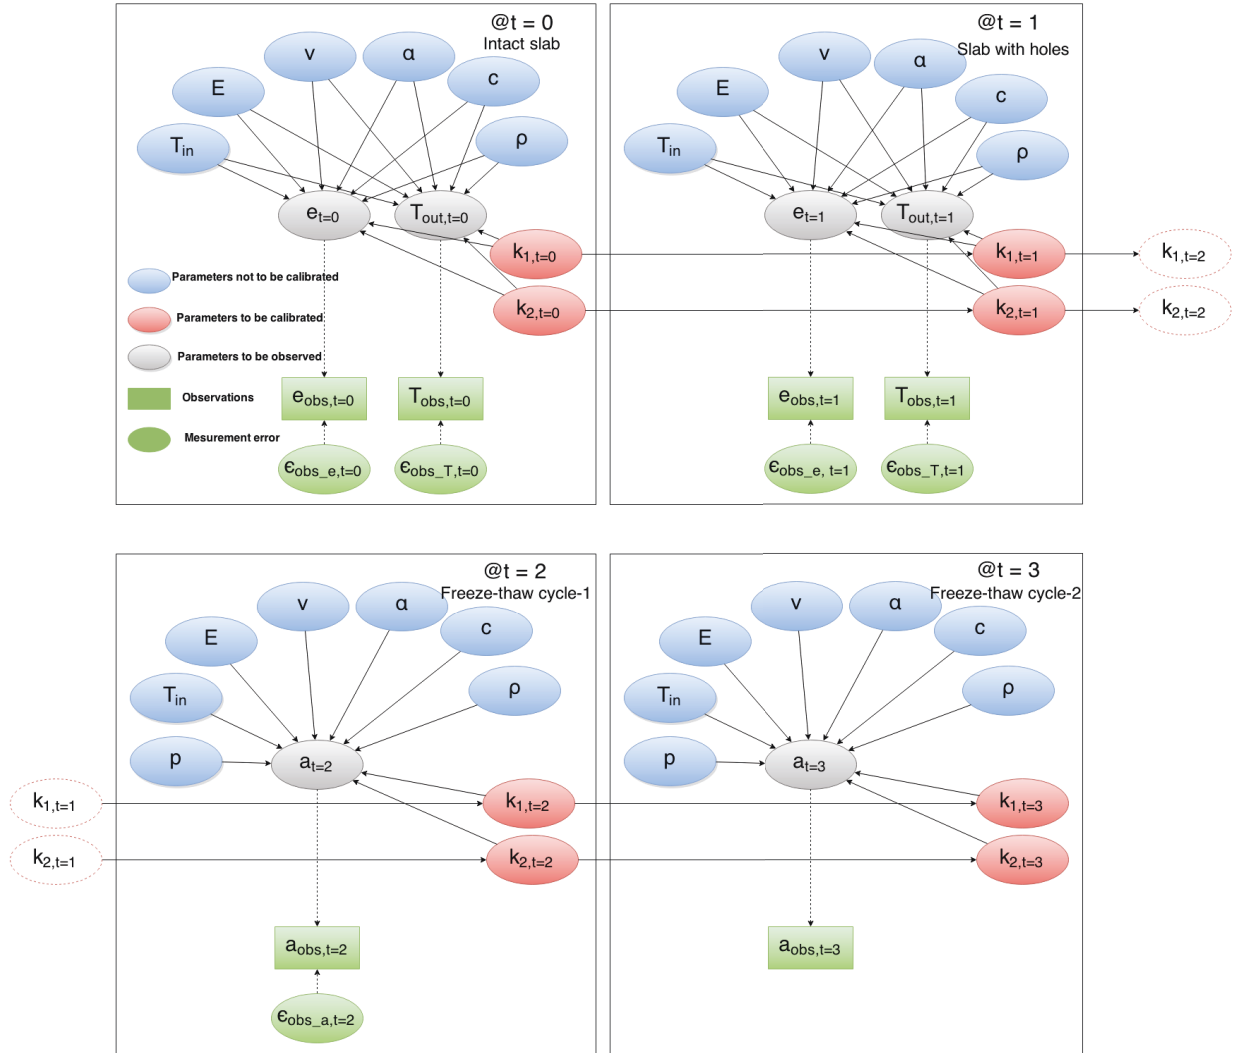 @t = 0
Intact slab
ν
α
E
c
Tin
ρ
et=0
Tout,t=0
k1,t=0
k2,t=0
Parameters not to be calibrated
Parameters to be calibrated
Parameters to be observed
Observations
Mesurement error
eobs,t=0
Tobs,t=0
ϵobs_e,t=0
ϵobs_T,t=0
@t = 1
Slab with holes
ν
α
E
c
Tin
ρ
et=1
Tout,t=1
k1,t=1
k2,t=1
k1,t=2
k2,t=2
eobs,t=1
Tobs,t=1
ϵobs_e, t=1
ϵobs_T,t=1
@t = 2
Freeze-thaw cycle-1
ν
α
E
c
Tin
ρ
p
at=2
k1,t=1
k2,t=1
k1,t=2
k2,t=2
aobs,t=2
ϵobs_a,t=2
@t = 3
Freeze-thaw cycle-2
ν
α
E
c
Tin
ρ
p
at=3
k1,t=3
k2,t=3
aobs,t=3